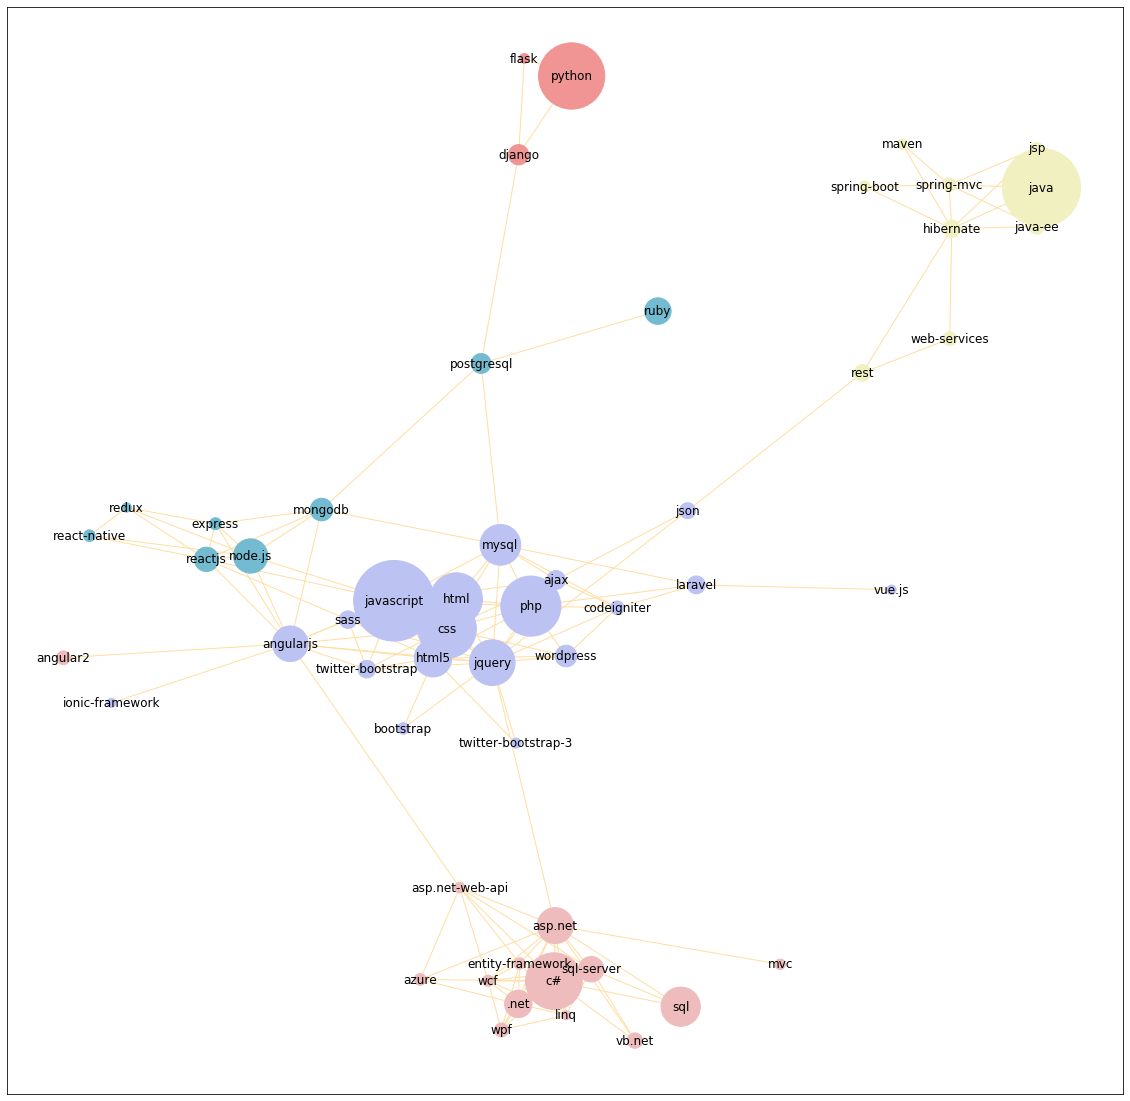 flask
python
django
maven
jsp
spring-boot
spring-mvc
java
hibernate
java-ee
ruby
web-services
postgresql
rest
redux
mongodb
json
express
react-native
mysql
reactjs
node.js
ajax
laravel
vue.js
javascript
html
php
codeigniter
sass
css
angularjs
angular2
html5
jquery
wordpress
twitter-bootstrap
ionic-framework
bootstrap
twitter-bootstrap-3
asp.net-web-api
asp.net
entity-framework
sql-server
mvc
azure
wcf
c#
.net
linq
sql
wpf
vb.net